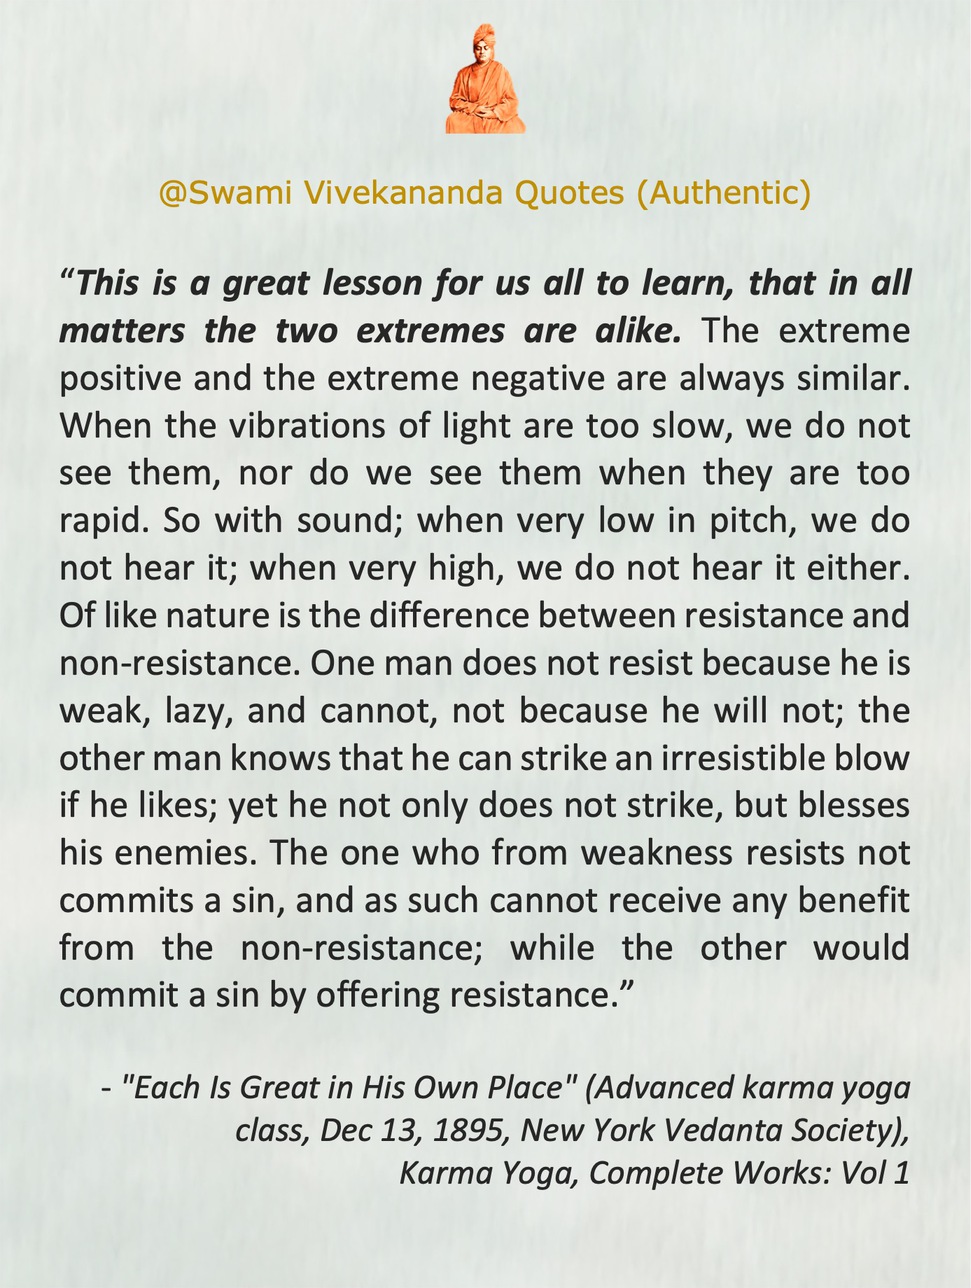 @Swami Vivekananda Quotes (Authentic)
“This is a great lesson for us all to learn, that in all
matters the two extremes are alike. The extreme
positive and the extreme negative are always similar.
When the vibrations of light are too slow, we do not
see them, nor do we see them when they are too
rapid. So with sound; when very low in pitch, we do
not hear it; when very high, we do not hear it either.
Of like nature is the difference between resistance and
non-resistance. One man does not resist because he is
weak, lazy, and cannot, not because he will not; the
other man knows that he can strike an irresistible blow
if he likes; yet he not only does not strike, but blesses
his enemies. The one who from weakness resists not
commits a sin, and as such cannot receive any benefit
from the non-resistance; while the other would
commit a sin by offering resistance.”
- "Each Is Great in His Own Place" (Advanced karma yoga
class, Dec 13, 1895, New York Vedanta Society),
Karma Yoga, Complete Works: Vol 1